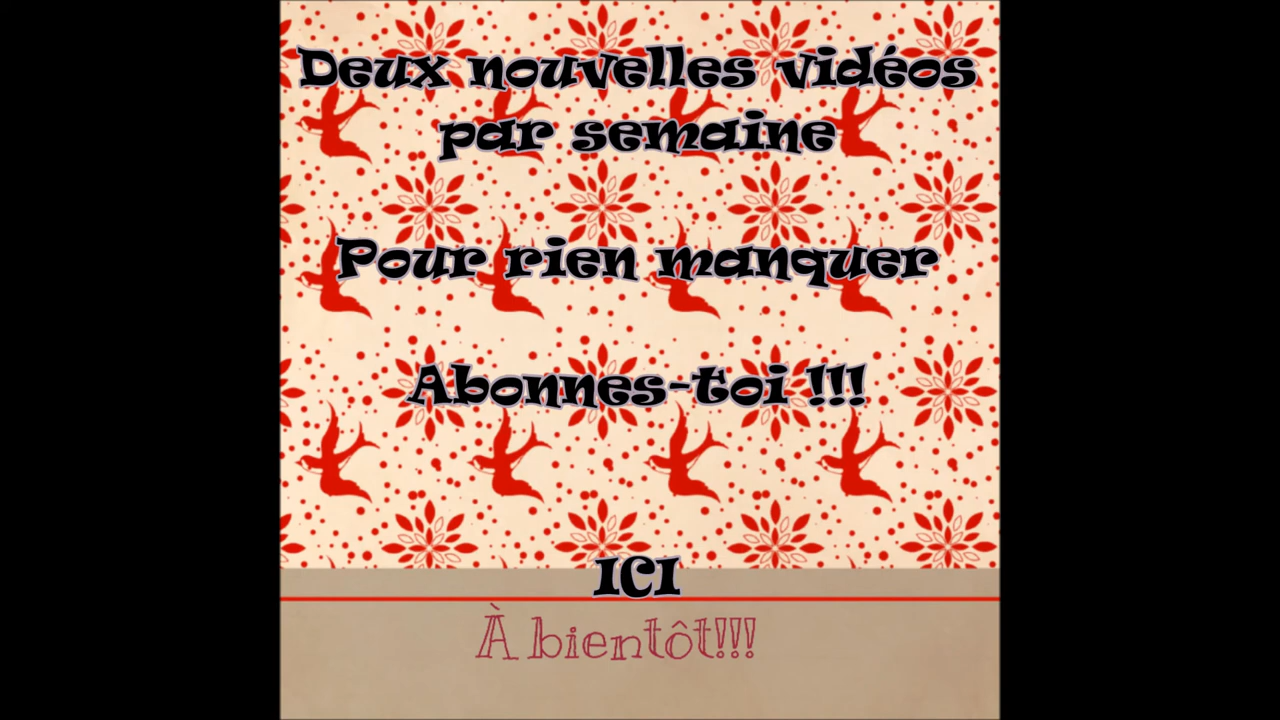 Deux nouvelles vidéos
par semaine
Pour rien manquer
Abonnes-toi !!!
ICI
À bientôt!!!